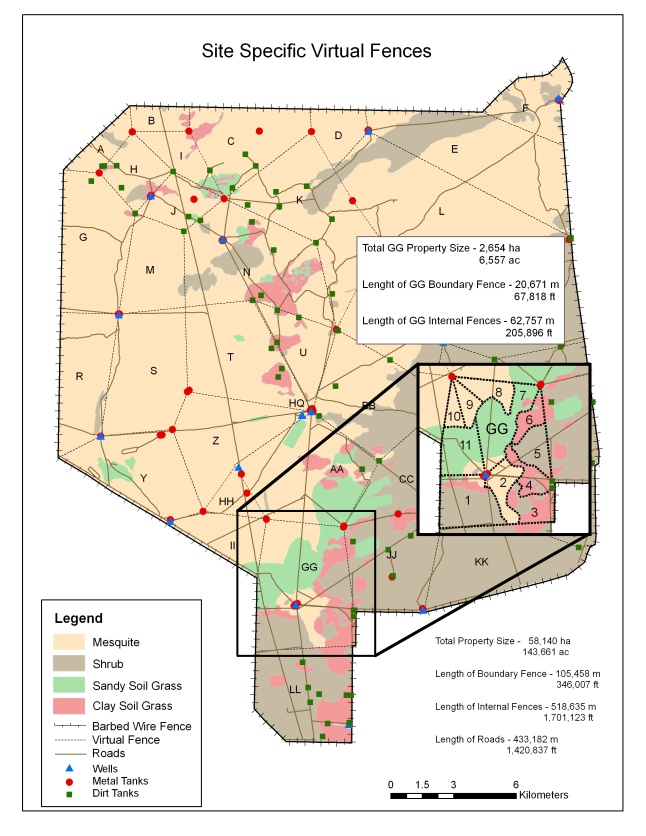 Site Specific Virtual Fences
F
B
C
D
E
A
I
H
K
J
L
G
M
N
Total GG Property Size - 2,654 ha
6,557 ac
Lenght of GG Boundary Fence - 20,671 m
67,818 ft
Length of GG Internal Fences - 62,757 m
205,896 ft
R
S
T
U
HQ
8
7
9
10
6
GG
11
5
4
2
1
3
Z
Y
AA
CC
HH
II
JJ
KK
GG
LL
Total Property Size - 58,140 ha
143,661 ac
Length of Boundary Fence - 105,458 m
346,007 ft
Length of Internal Fences - 518,635 m
1,701,123 ft
Length of Roads - 433,182 m
1,420,837 ft
Legend
Mesquite
Shrub
Sandy Soil Grass
Clay Soil Grass
Barbed Wire Fence
Virtual Fence
Roads
Wells
Metal Tanks
Dirt Tanks
0 1.5 3 6
Kilometers